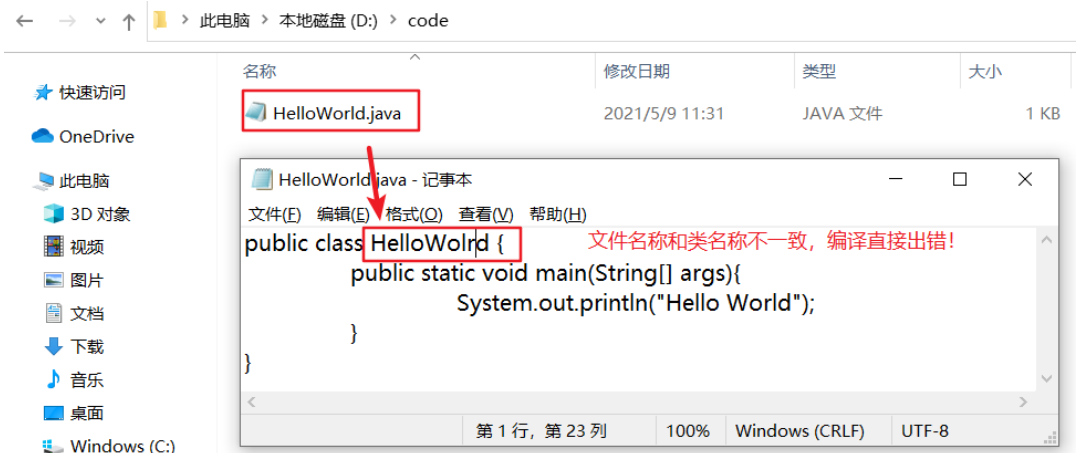 此电脑 > 本地磁盘 (D:) > code
名称 修改日期 类型 大小
快速访问
HelloWorld.java 2021/5/9 11:31 JAVA 文件 1 KB
OneDrive
此电脑
3D 对象
视频
图片
文档
下载
音乐
桌面
Windows (C:)
HelloWorld.java - 记事本
文件(F) 编辑(E) 格式(O) 查看(V) 帮助(H)
public class HelloWolrd {
文件名称和类名称不一致，编译直接出错！
public static void main(String[] args){
System.out.println("Hello World");
}
}
第 1 行，第 23 列 100% Windows (CRLF) UTF-8